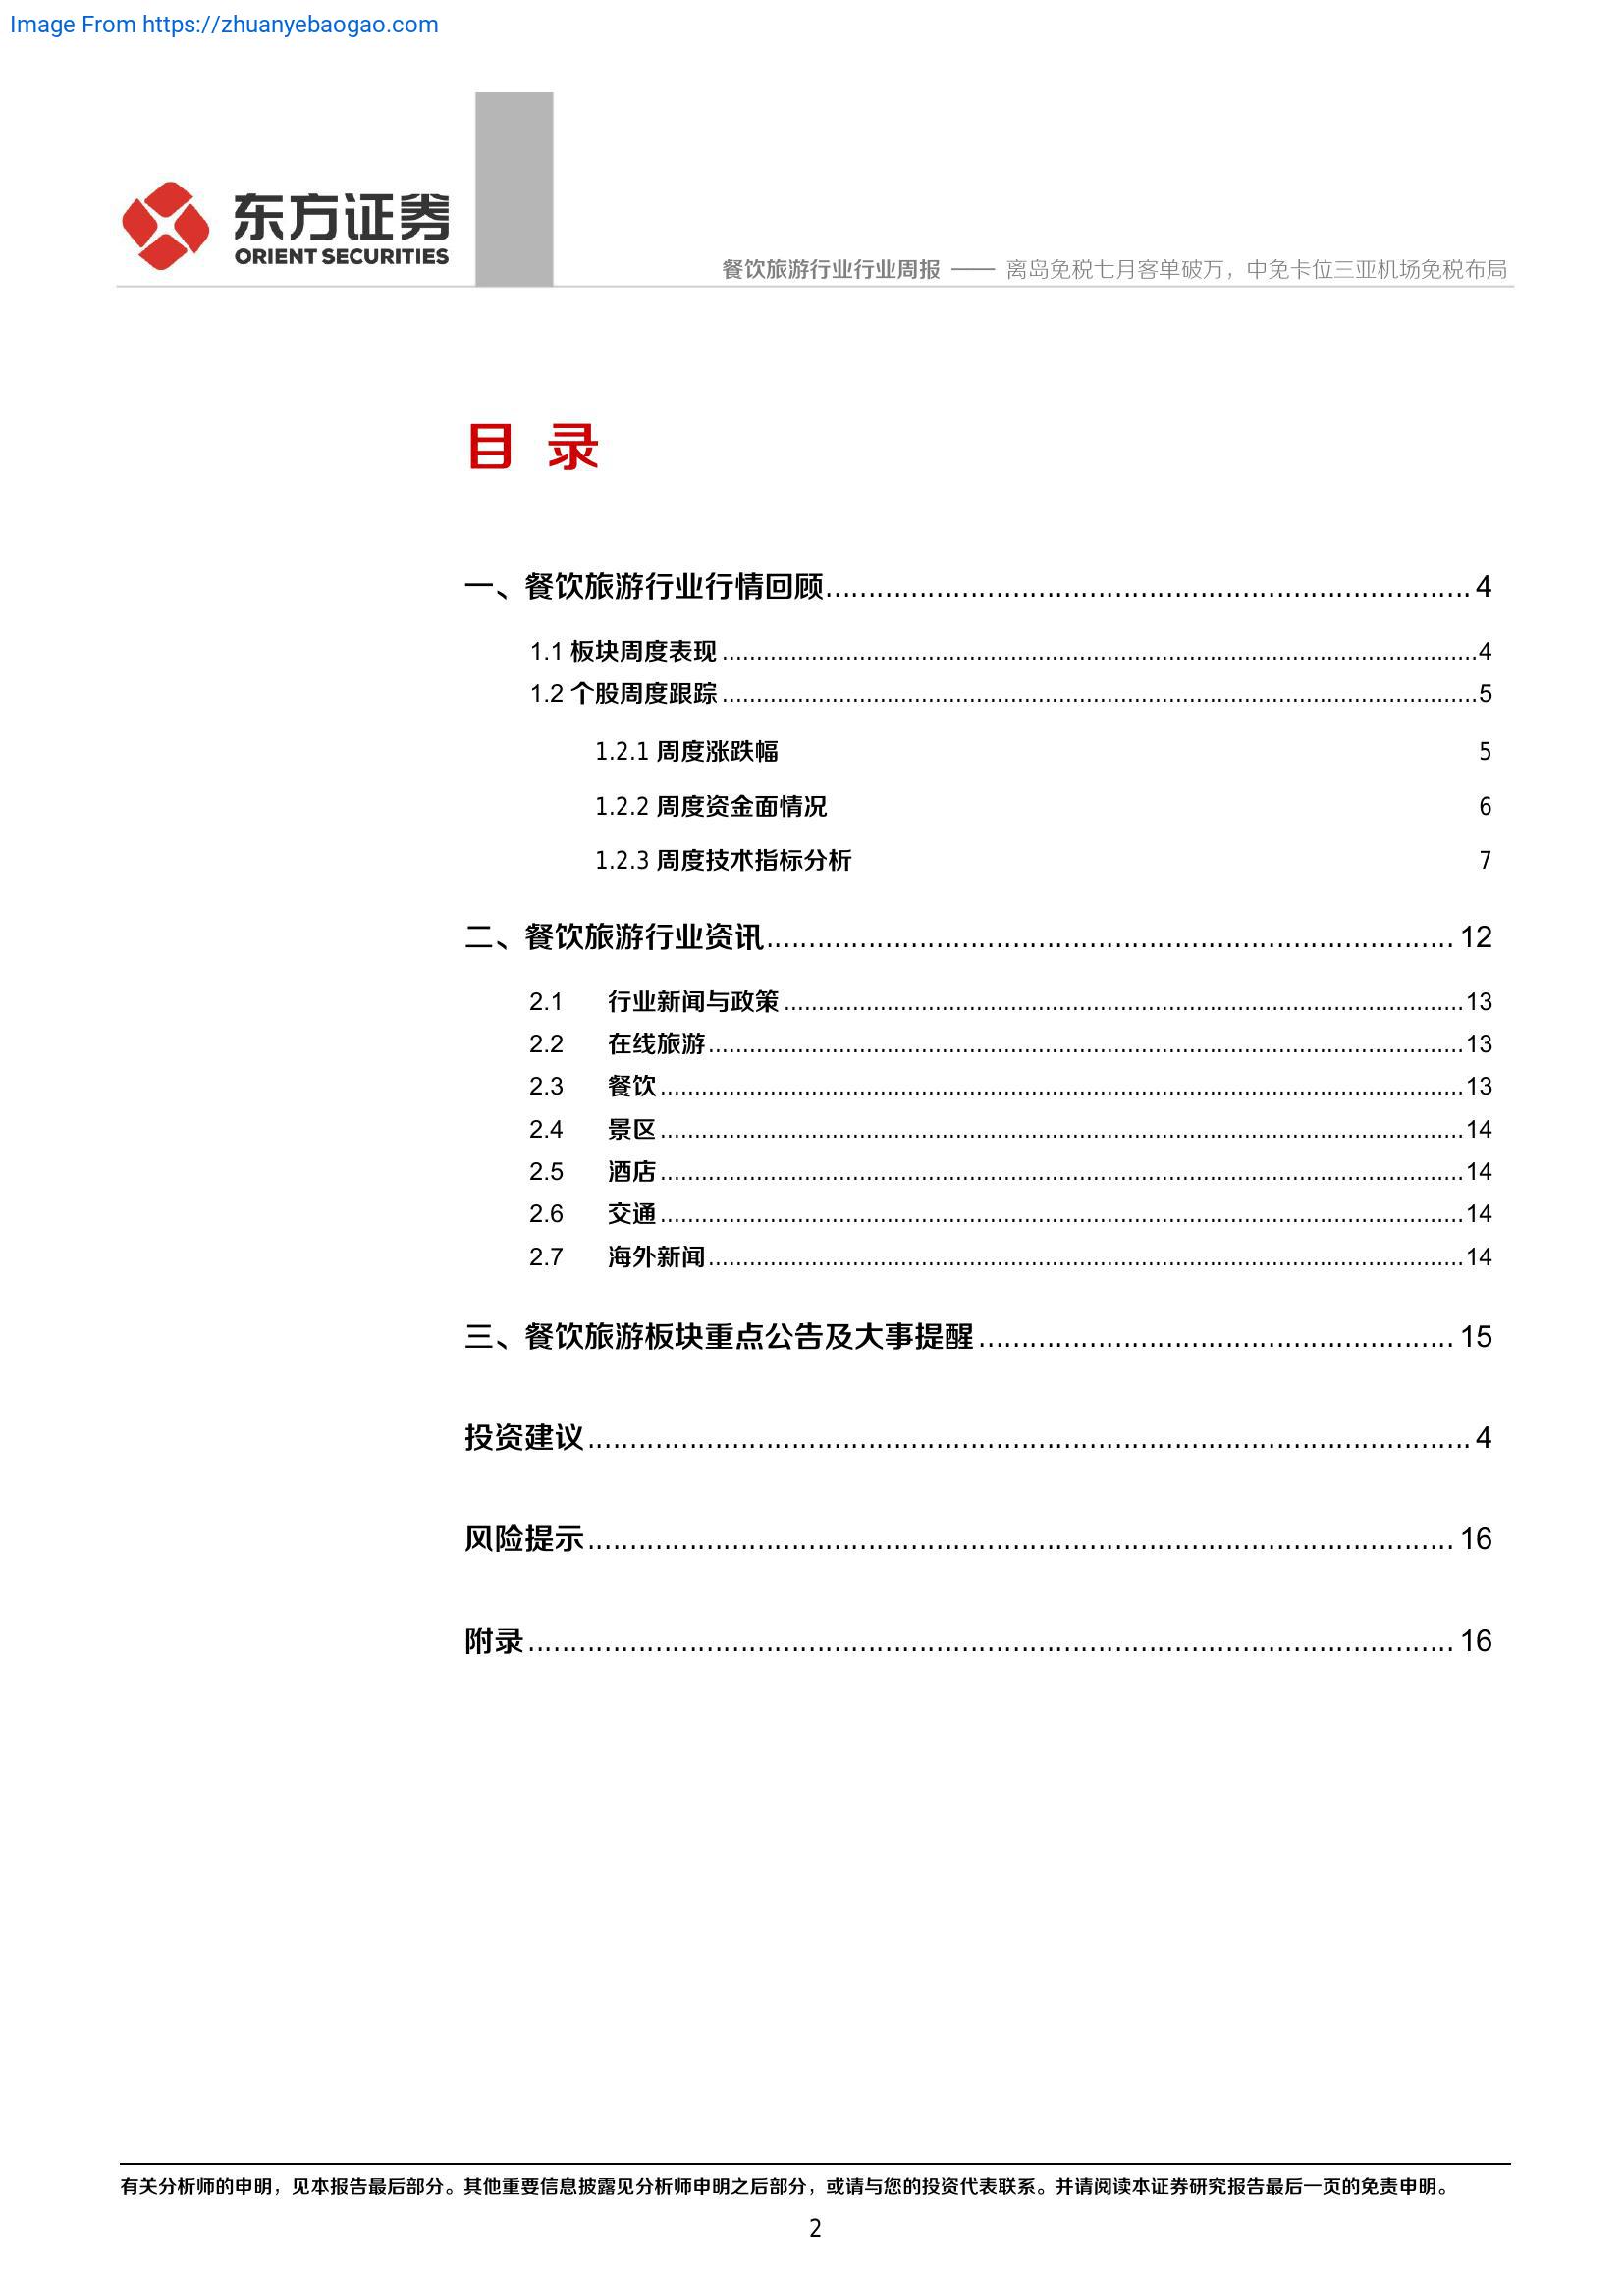 Image From https://zhuanyebaogao.com
东方证券
ORIENT SECURITIES
餐饮旅游行业行业周报 —— 离岛免税七月客单破万，中免卡位三亚机场免税布局
目 录
一、餐饮旅游行业行情回顾 4
1.1 板块周度表现 4
1.2 个股周度跟踪 5
1.2.1 周度涨跌幅 5
1.2.2 周度资金面情况 6
1.2.3 周度技术指标分析 7
二、餐饮旅游行业资讯 12
2.1 行业新闻与政策 13
2.2 在线旅游 13
2.3 餐饮 13
2.4 景区 14
2.5 酒店 14
2.6 交通 14
2.7 海外新闻 14
三、餐饮旅游板块重点公告及大事提醒 15
投资建议 4
风险提示 16
附录 16
有关分析师的申明，见本报告最后部分。其他重要信息披露见分析师申明之后部分，或请与您的投资代表联系。并请阅读本证券研究报告最后一页的免责申明。
2